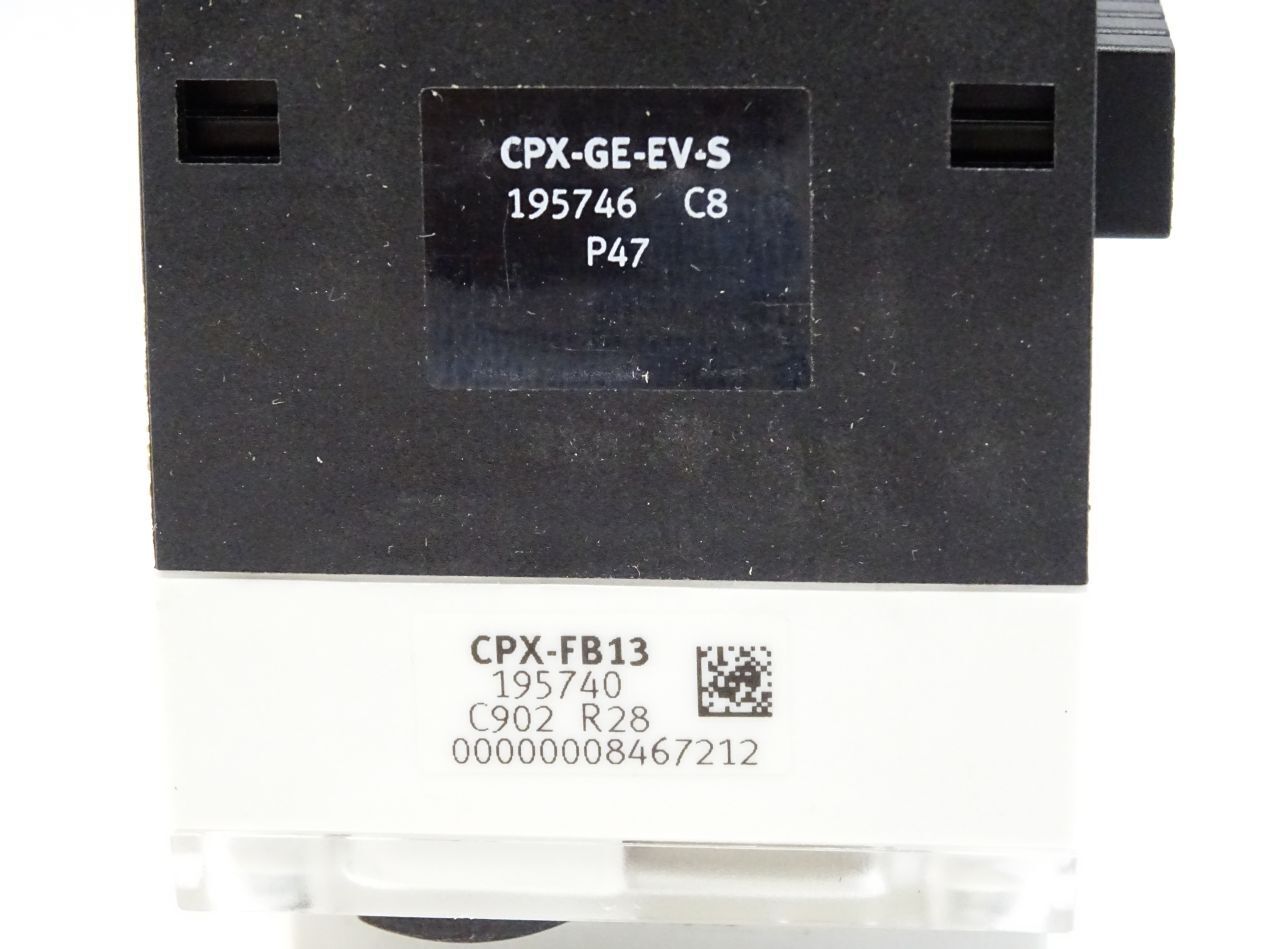 CPX-GE-EV-S
195746 C8
P47
CPX-FB13
195740
C902 R28
00000008467212